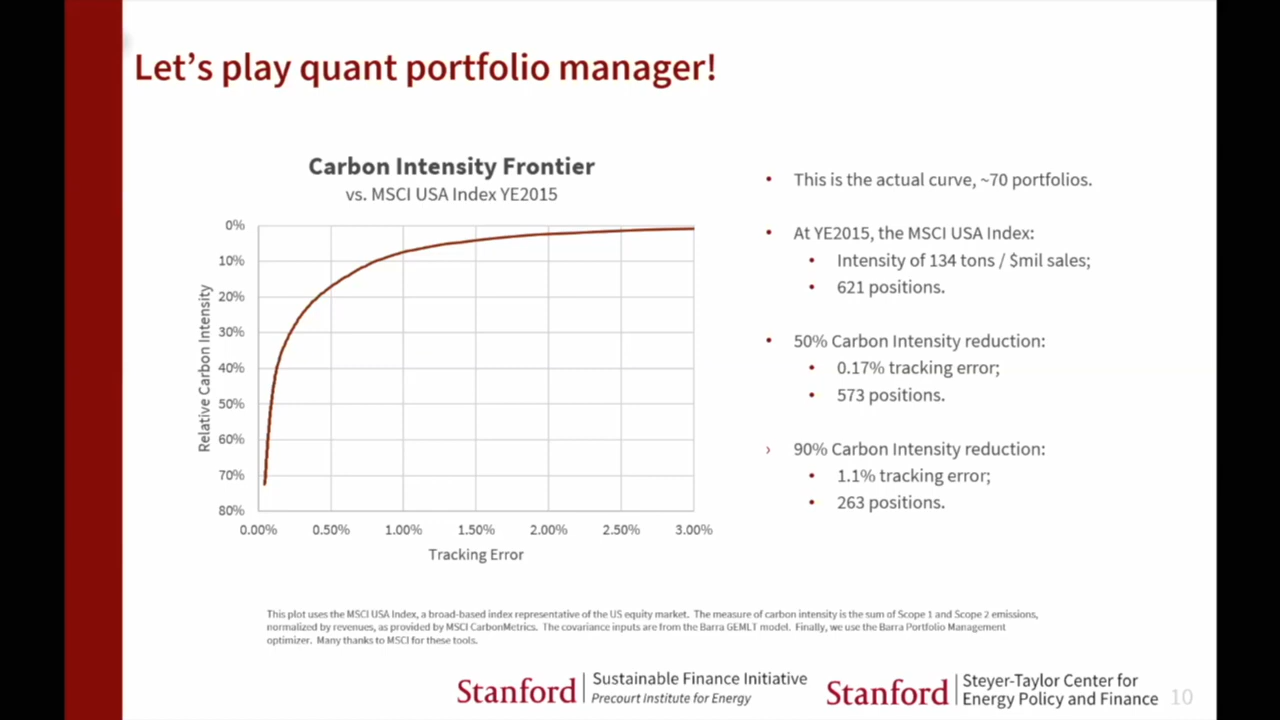 Let's play quant portfolio manager!
Carbon Intensity Frontier
vs. MSCI USA Index YE2015
Relative Carbon Intensity
0%
10%
20%
30%
40%
50%
60%
70%
80%
0.00% 0.50% 1.00% 1.50% 2.00% 2.50% 3.00%
Tracking Error
• This is the actual curve, ~70 portfolios.
• At YE2015, the MSCI USA Index:
• Intensity of 134 tons / $mil sales;
• 621 positions.
• 50% Carbon Intensity reduction:
• 0.17% tracking error;
• 573 positions.
› 90% Carbon Intensity reduction:
• 1.1% tracking error;
• 263 positions.
This plot uses the MSCI USA Index, a broad-based index representative of the US equity market. The measure of carbon intensity is the sum of Scope 1 and Scope 2 emissions,
normalized by revenues, as provided by MSCI CarbonMetrics. The covariance inputs are from the Barra GEMLT model. Finally, we use the Barra Portfolio Management
optimizer. Many thanks to MSCI for these tools.
Stanford | Sustainable Finance Initiative
Precourt Institute for Energy
Stanford | Steyer-Taylor Center for
Energy Policy and Finance
10